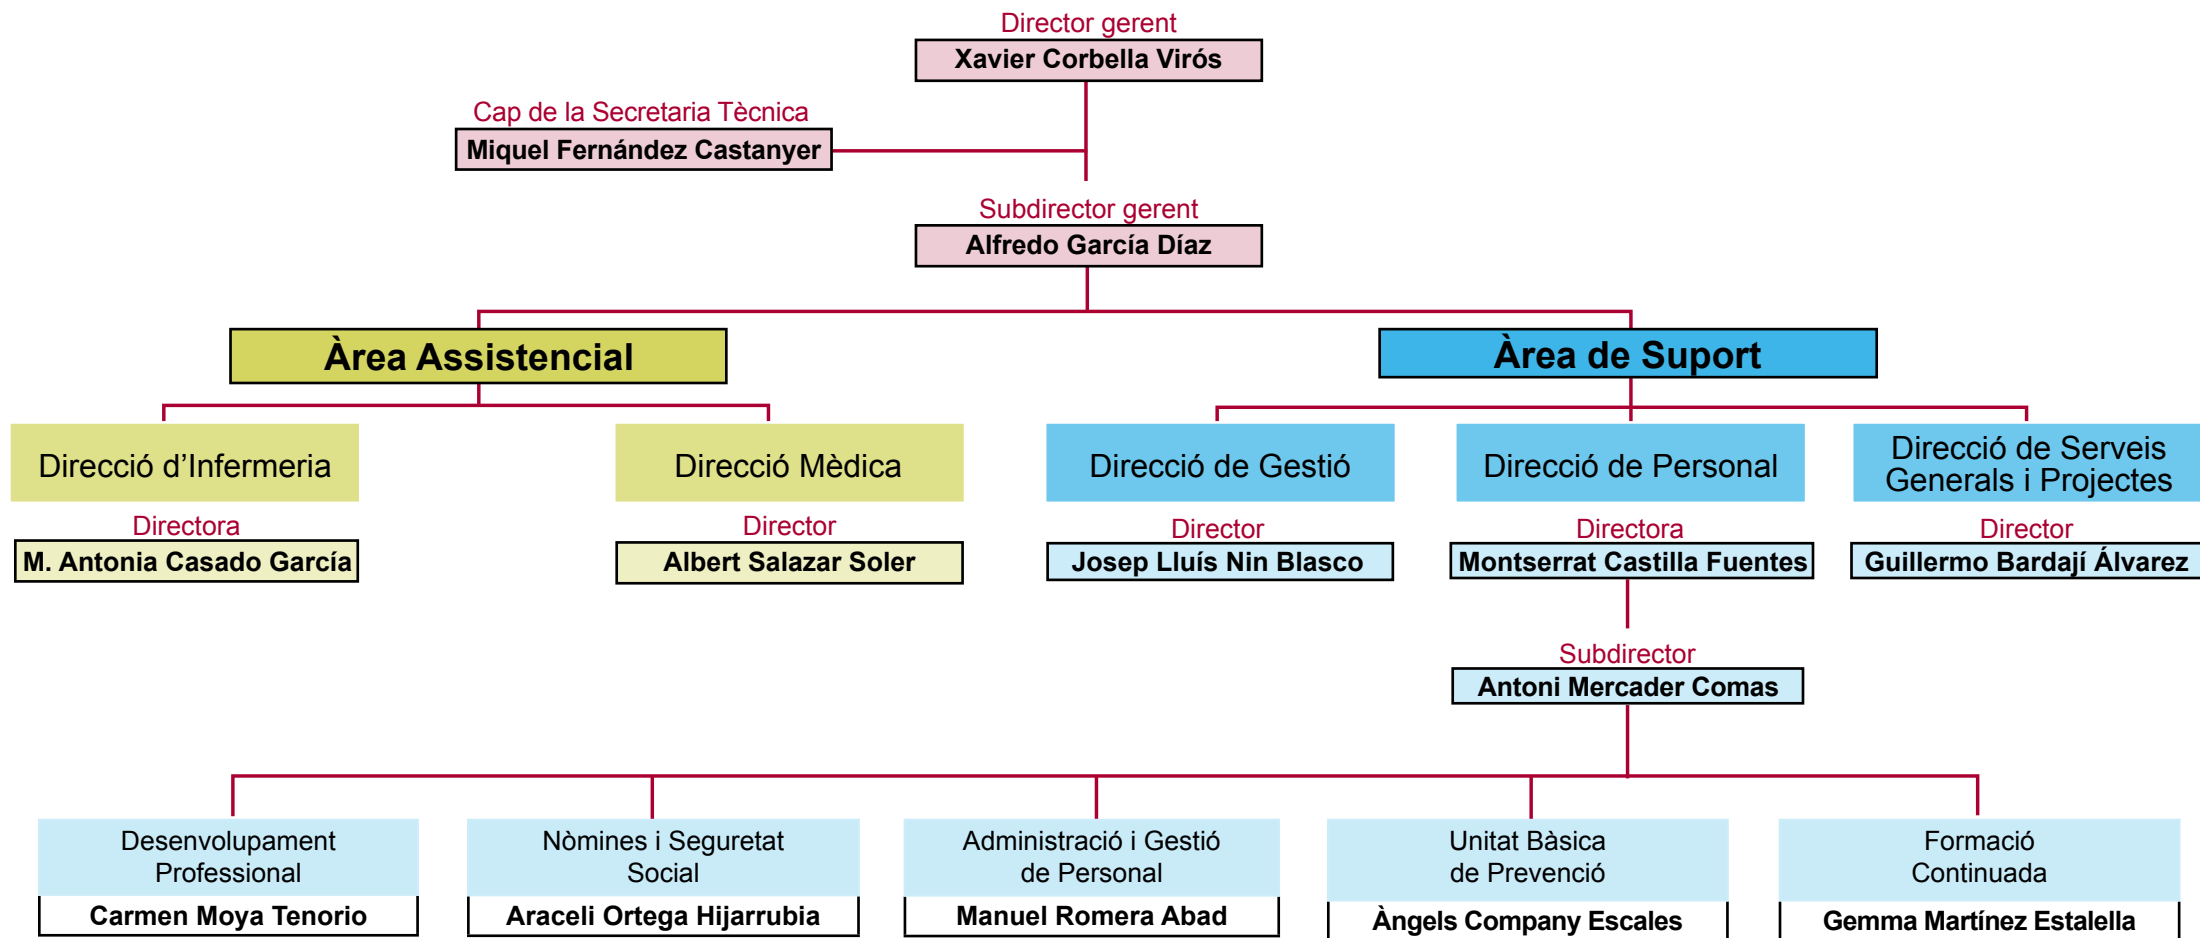 Director gerent
Xavier Corbella Virós
Cap de la Secretaria Tècnica
Miquel Fernández Castanyer
Subdirector gerent
Alfredo García Díaz
Àrea Assistencial
Àrea de Suport
Direcció d’Infermeria
Direcció Mèdica
Direcció de Gestió
Direcció de Personal
Direcció de Serveis
Generals i Projectes
Directora
M. Antonia Casado García
Director
Albert Salazar Soler
Director
Josep Lluís Nin Blasco
Directora
Montserrat Castilla Fuentes
Director
Guillermo Bardají Álvarez
Subdirector
Antoni Mercader Comas
Desenvolupament
Professional
Carmen Moya Tenorio
Nòmines i Seguretat
Social
Araceli Ortega Hijarrubia
Administració i Gestió
de Personal
Manuel Romera Abad
Unitat Bàsica
de Prevenció
Àngels Company Escales
Formació
Continuada
Gemma Martínez Estalella